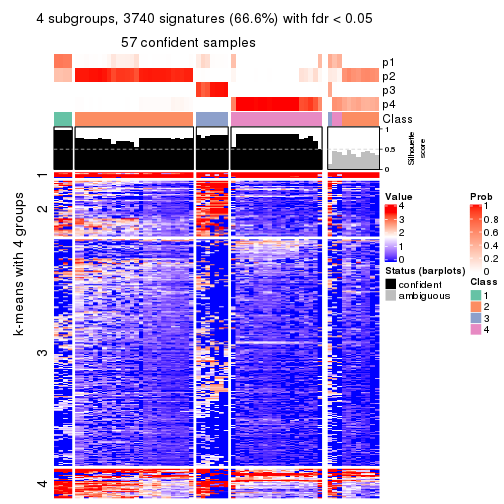 4 subgroups, 3740 signatures (66.6%) with fdr < 0.05
57 confident samples
p1
p2
p3
p4
Class
1
0.5
0
Silhouette
score
k-means with 4 groups
1
2
3
4
Value
4
3
2
1
0
Status (barplots)
confident
ambiguous
Prob
1
0.8
0.6
0.4
0.2
0
Class
1
2
3
4